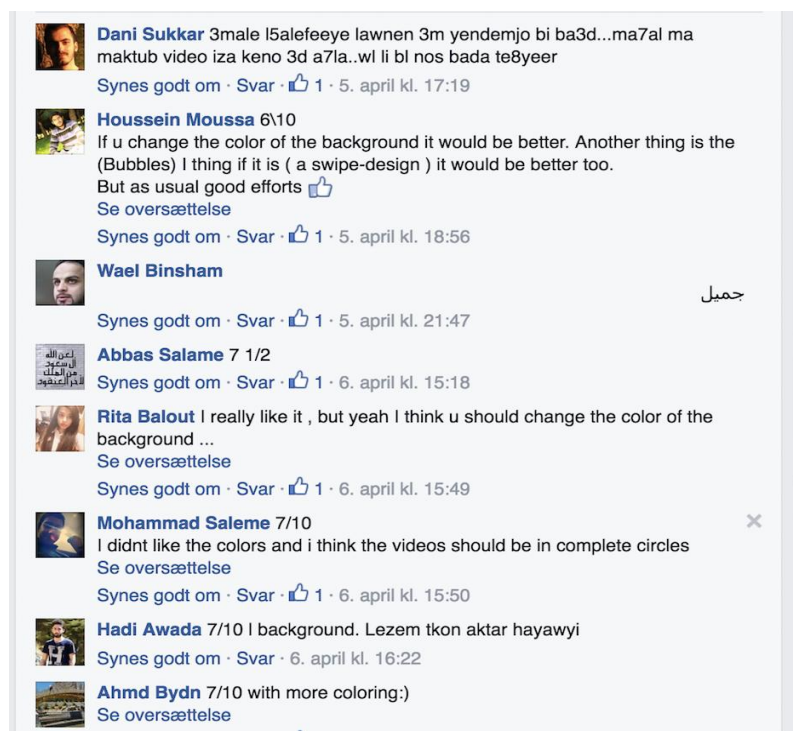 Dani Sukkar 3male l5alefeeye lawnen 3m yendemjo bi ba3d...ma7al ma
maktub video iza keno 3d a7la..wl li bl nos bada te8yeer
Synes godt om · Svar · 1 · 5. april kl. 17:19
Houssein Moussa 6\10
If u change the color of the background it would be better. Another thing is the
(Bubbles) I thing if it is ( a swipe-design ) it would be better too.
But as usual good efforts
Se oversættelse
Synes godt om · Svar · 1 · 5. april kl. 18:56
Wael Binsham
جميل
Synes godt om · Svar · 1 · 5. april kl. 21:47
Abbas Salame 7 1/2
Synes godt om · Svar · 1 · 6. april kl. 15:18
Rita Balout I really like it , but yeah I think u should change the color of the
background ...
Se oversættelse
Synes godt om · Svar · 1 · 6. april kl. 15:49
Mohammad Saleme 7/10
I didnt like the colors and i think the videos should be in complete circles
Se oversættelse
Synes godt om · Svar · 1 · 6. april kl. 15:50
Hadi Awada 7/10 l background. Lezem tkon aktar hayawyi
Synes godt om · Svar · 6. april kl. 16:22
Ahmd Bydn 7/10 with more coloring:)
Se oversættelse